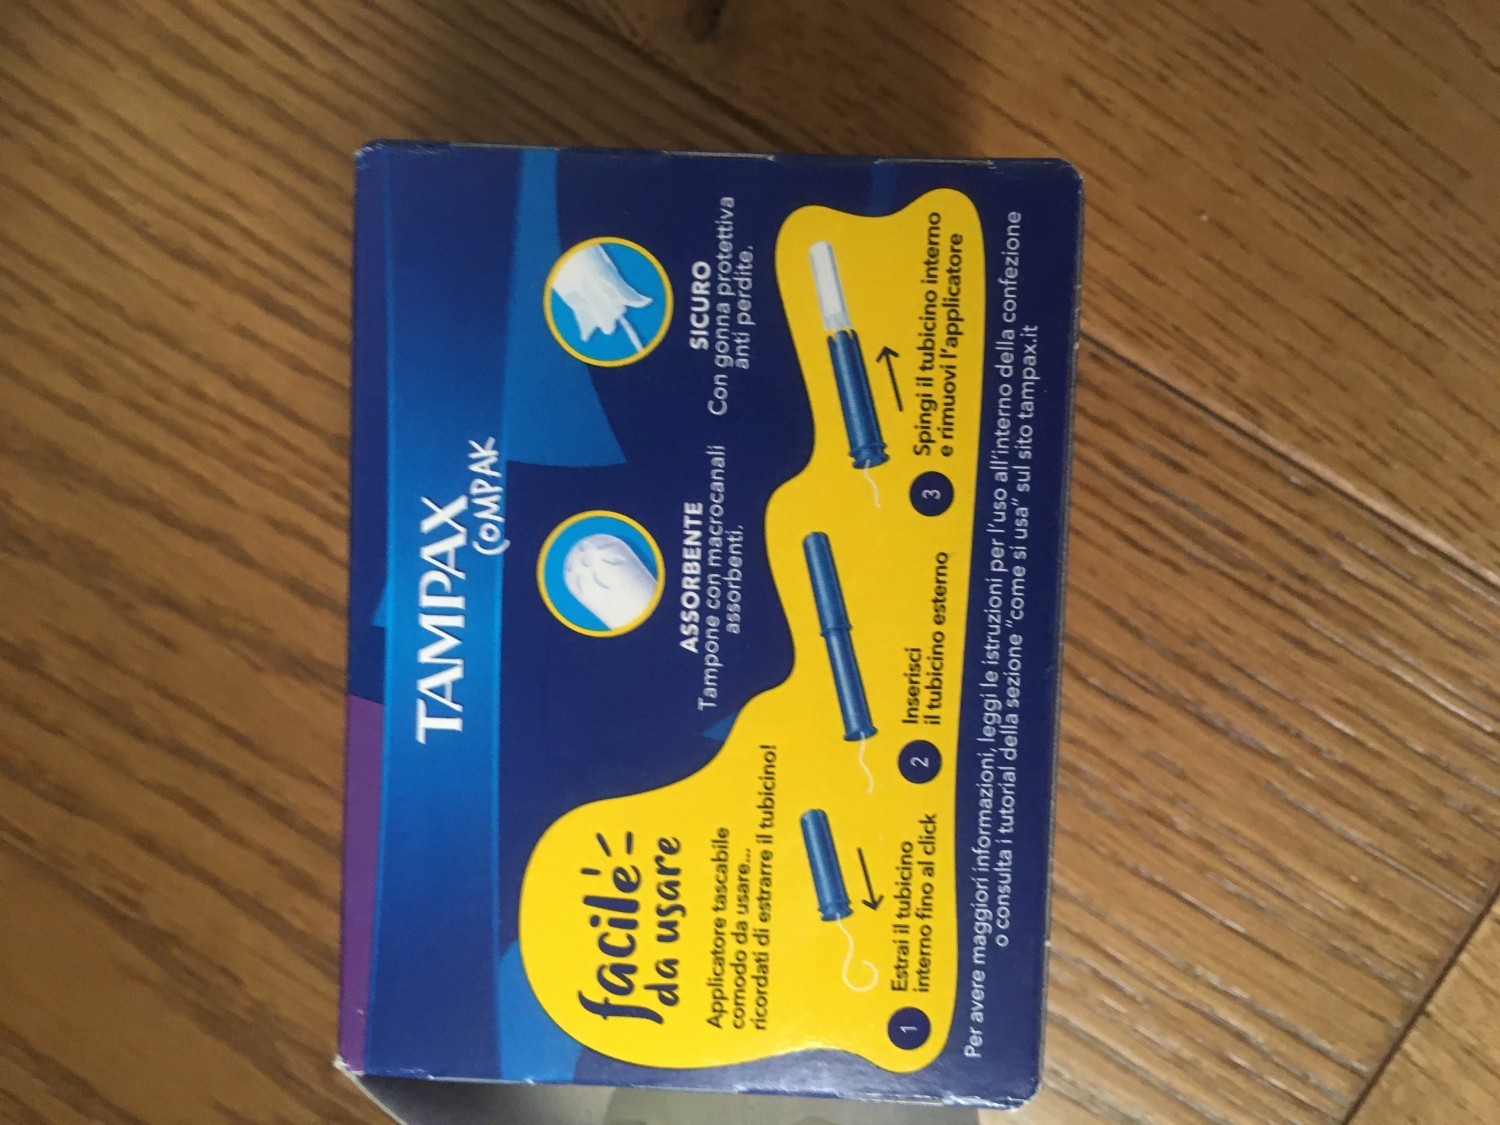 TAMPAX
COMPAK
facile
da usare
Applicatore tascabile
comodo da usare...
ricordati di estrarre il tubicino!
ASSORBENTE
Tampone con macrocanali
assorbenti.
SICURO
Con gonna protettiva
anti perdite.
1
Estrai il tubicino
interno fino al click
2
Inserisci
il tubicino esterno
3
Spingi il tubicino interno
e rimuovi l'applicatore
Per avere maggiori informazioni, leggi le istruzioni per l'uso all'interno della confezione
o consulta i tutorial della sezione "come si usa" sul sito tampax.it